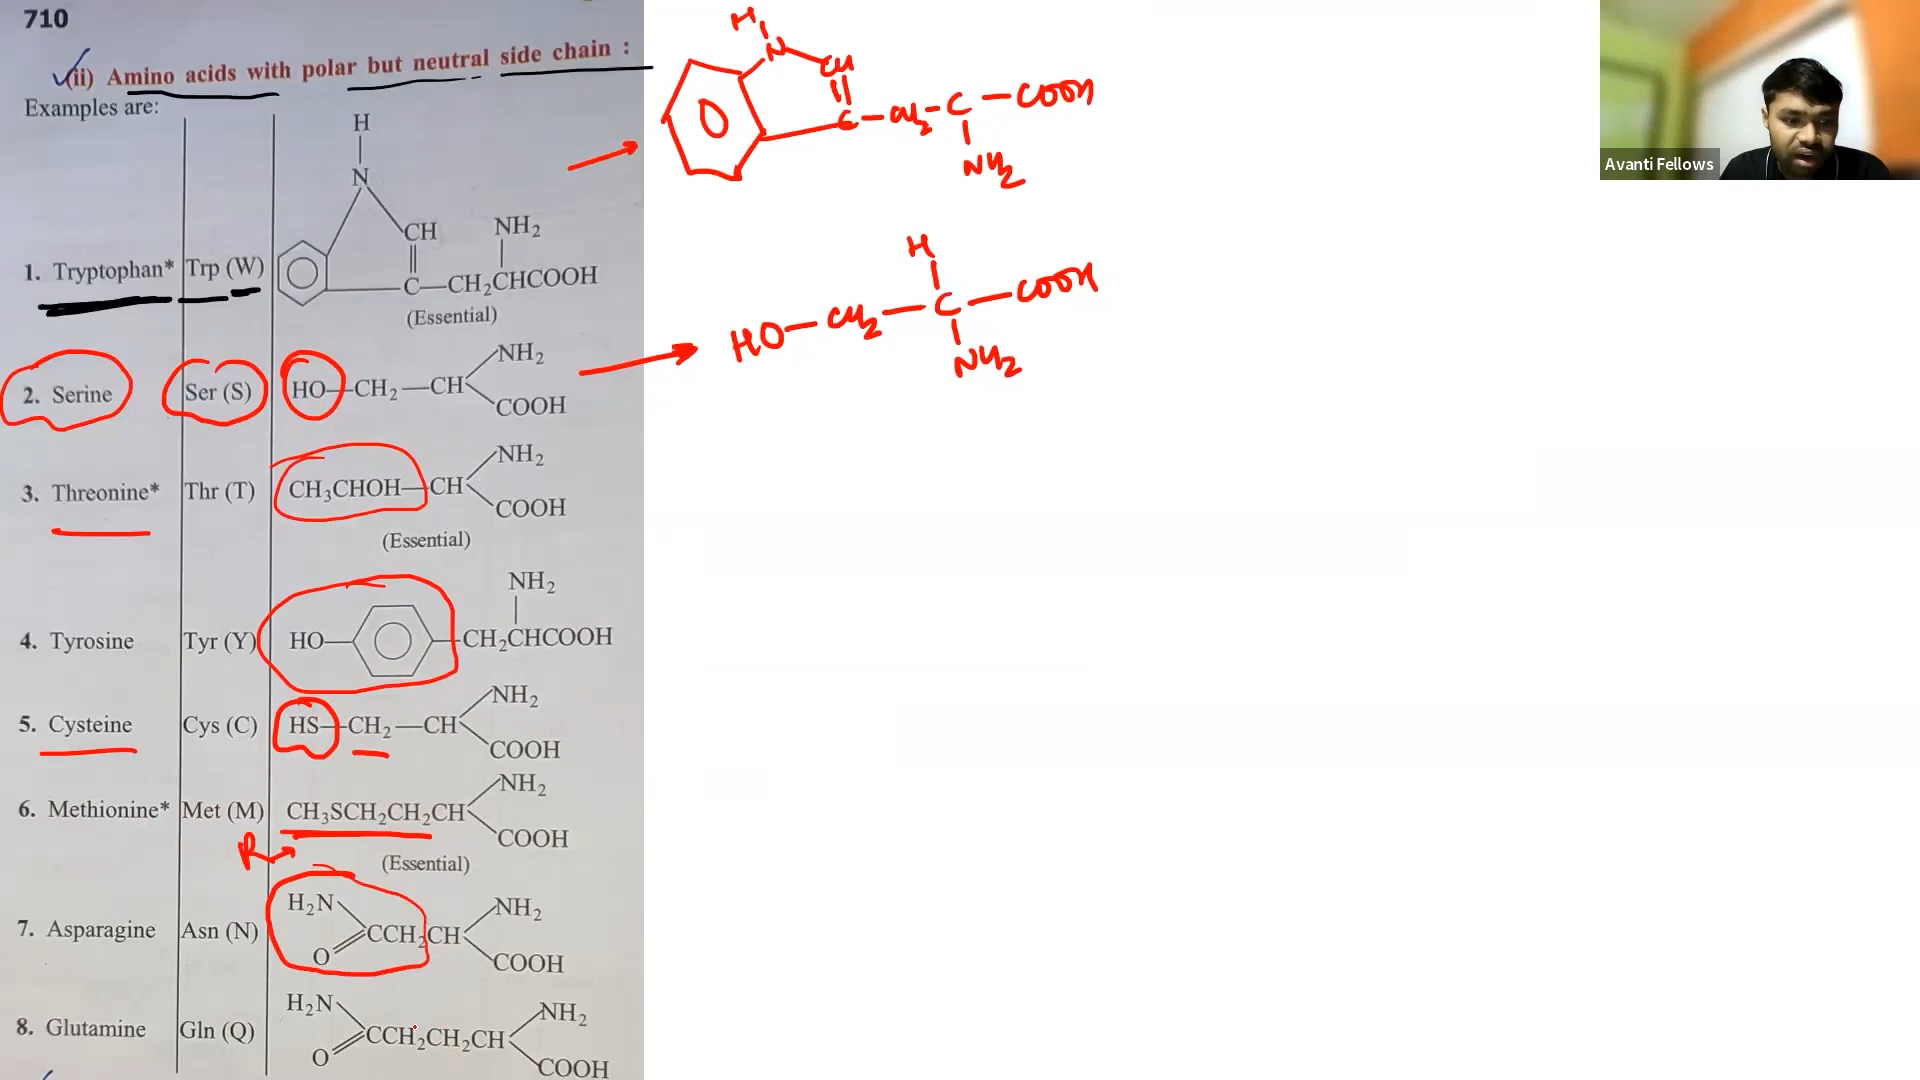 710
(ii) Amino acids with polar but neutral side chain :
Examples are:
H
N
CH
NH2
1. Tryptophan* Trp (W)
C—CH2CHCOOH
(Essential)
NH2
2. Serine Ser (S) HO—CH2—CH
COOH
NH2
3. Threonine* Thr (T) CH3CHOH—CH
COOH
(Essential)
NH2
4. Tyrosine Tyr (Y) HO— —CH2CHCOOH
NH2
5. Cysteine Cys (C) HS—CH2—CH
COOH
NH2
6. Methionine* Met (M) CH3SCH2CH2CH
COOH
R
(Essential)
H2N
NH2
7. Asparagine Asn (N) CCH2CH
O
COOH
H2N
NH2
8. Glutamine Gln (Q) CCH2CH2CH
O
COOH
H
N
CH
C—CH2—C—COOH
NH2
H
HO—CH2—C—COOH
NH2
Avanti Fellows